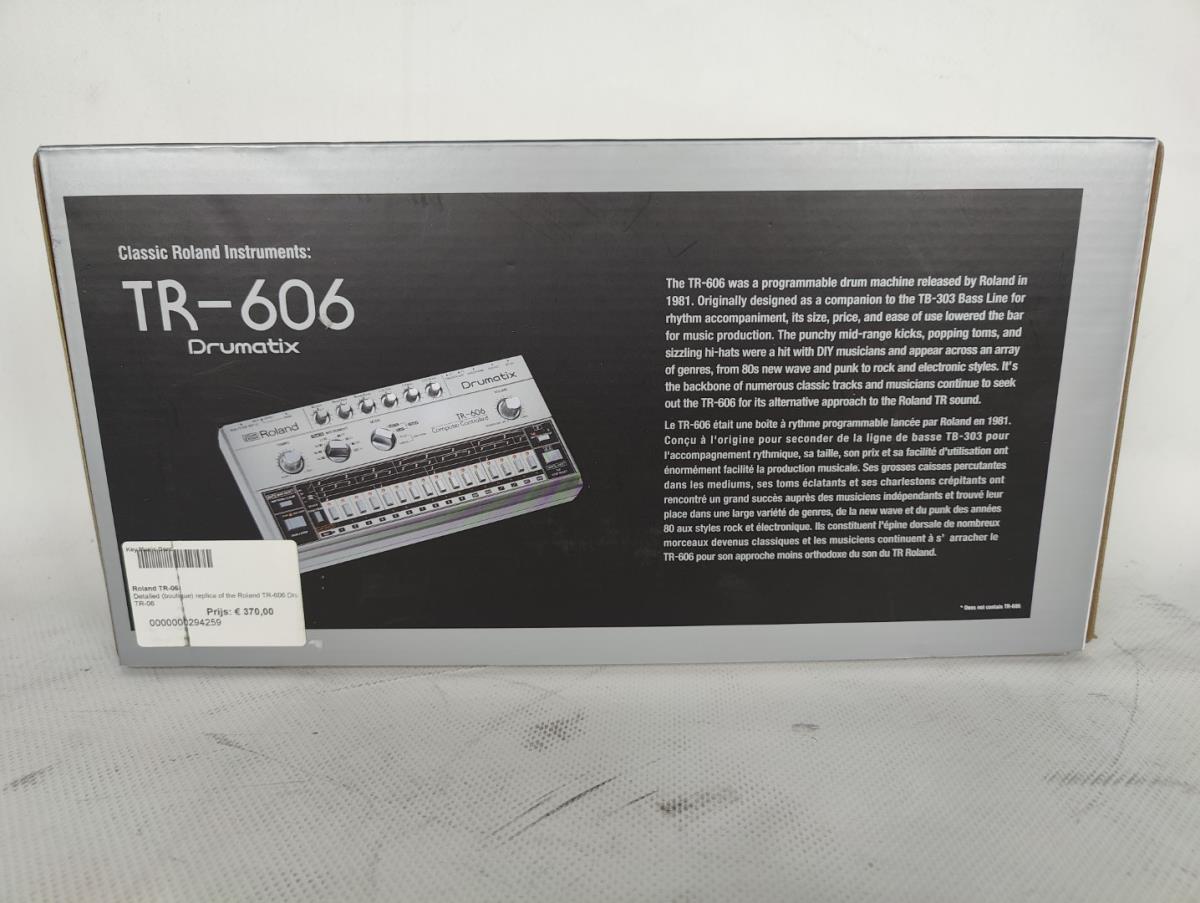 Classic Roland Instruments:
TR-606
Drumatix
Roland
Drumatix
TR-606
Computer Controlled
The TR-606 was a programmable drum machine released by Roland in
1981. Originally designed as a companion to the TB-303 Bass Line for
rhythm accompaniment, its size, price, and ease of use lowered the bar
for music production. The punchy mid-range kicks, popping toms, and
sizzling hi-hats were a hit with DIY musicians and appear across an array
of genres, from 80s new wave and punk to rock and electronic styles. It's
the backbone of numerous classic tracks and musicians continue to seek
out the TR-606 for its alternative approach to the Roland TR sound.
Le TR-606 était une boîte à rythme programmable lancée par Roland en 1981.
Conçu à l'origine pour seconder de la ligne de basse TB-303 pour
l'accompagnement rythmique, sa taille, son prix et sa facilité d'utilisation ont
énormément facilité la production musicale. Ses grosses caisses percutantes
dans les mediums, ses toms éclatants et ses charlestons crépitants ont
rencontré un grand succès auprès des musiciens indépendants et trouvé leur
place dans une large variété de genres, de la new wave et du punk des années
80 aux styles rock et électronique. Ils constituent l'épine dorsale de nombreux
morceaux devenus classiques et les musiciens continuent à s' arracher le
TR-606 pour son approche moins orthodoxe du son du TR Roland.
* Does not contain TR-606
Key Music
Roland TR-06
Detailed (boutique) replica of the Roland TR-606 Dru
TR-06
Prijs: € 370,00
0000000294259